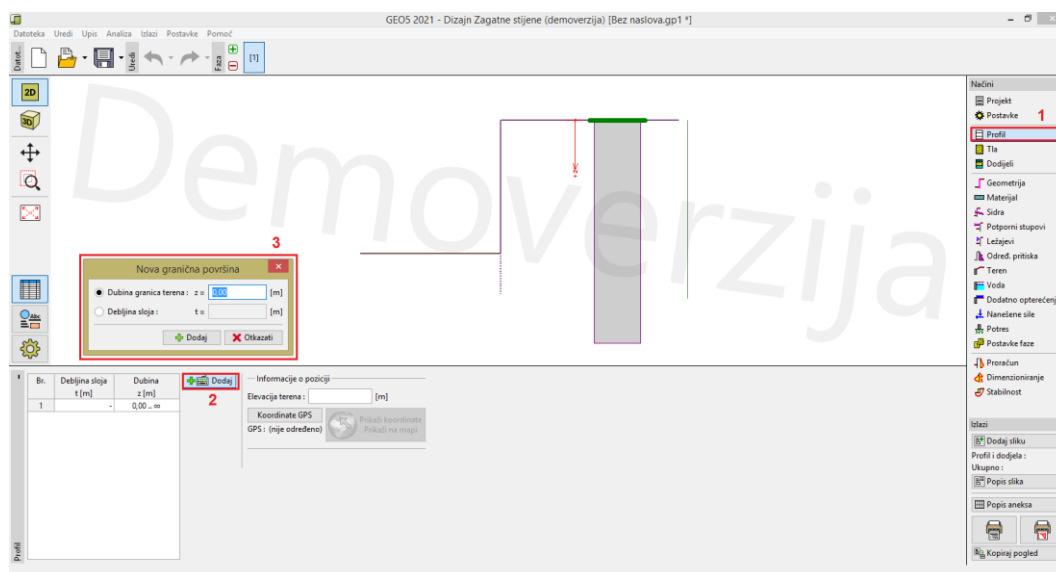 GEO5 2021 - Dizajn Zagatne stijene (demoverzija) [Bez naslova.gp1 *]
Datoteka Uredi Upis Analiza Izlazi Postavke Pomoć
Datot...
Uredi
Faza
[1]
2D
3D
Demoverzija
+z
3
Nova granična površina
Dubina granica terena : z = 0,00 [m]
Debljina sloja : t = [m]
Dodaj Otkazati
Načini
Projekt
Postavke 1
Profil
Tla
Dodijeli
Geometrija
Materijal
Sidra
Potporni stupovi
Ležajevi
Odred. pritiska
Teren
Voda
Dodatno opterećenj
Nanešene sile
Potres
Postavke faze
Proračun
Dimenzioniranje
Stabilnost
Izlazi
Dodaj sliku
Profil i dodjela :
Ukupno :
Popis slika
Popis aneksa
Kopiraj pogled
Abc
Profil
Br. Debljina sloja Dubina
t [m] z [m]
1 - 0,00 .. ∞
Dodaj
2
Informacije o poziciji
Elevacija terena : [m]
Koordinate GPS
GPS : (nije određeno)
Prikaži koordinate
Prikaži na mapi